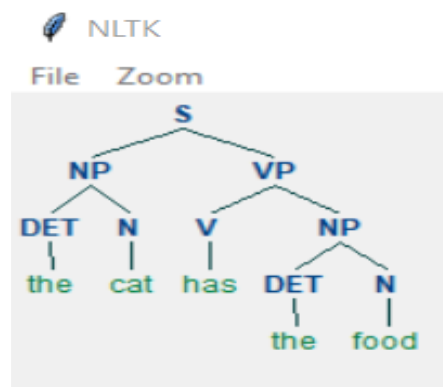 NLTK
File Zoom
S
NP VP
DET N V NP
the cat has DET N
the food